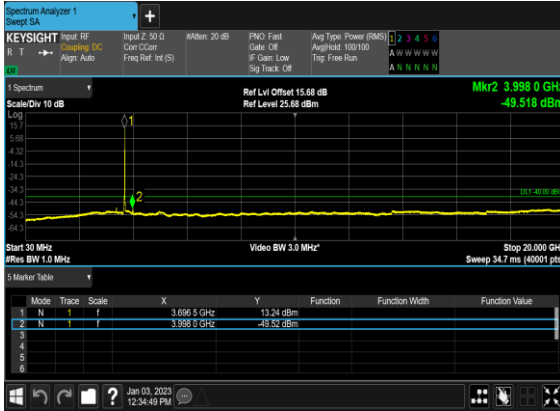 Spectrum Analyzer 1
Swept SA
+
KEYSIGHT Input: RF Input Z: 50 Ω #Atten: 20 dB PNO: Fast Avg Type: Power (RMS) 1 2 3 4 5 6
R T Coupling: DC Corr CCorr Gate: Off Avg|Hold: 100/100 A W W W W W
Align: Auto Freq Ref: Int (S) IF Gain: Low Trig: Free Run
Sig Track: Off A N N N N N
1 Spectrum Ref Lvl Offset 15.68 dB Mkr2 3.998 0 GHz
Scale/Div 10 dB Ref Level 25.68 dBm -49.518 dBm
Log
15.7
5.68
-4.32
-14.3
-24.3
-34.3
-44.3
-54.3
-64.3
1
2
DL1 -40.00 dBm
Start 30 MHz Video BW 3.0 MHz* Stop 20.000 GH
#Res BW 1.0 MHz Sweep 34.7 ms (40001 pts
5 Marker Table
Mode Trace Scale X Y Function Function Width Function Value
1 N 1 f 3.696 5 GHz 13.24 dBm
2 N 1 f 3.998 0 GHz -49.52 dBm
3
4
5
6
? Jan 03, 2023
12:34:49 PM